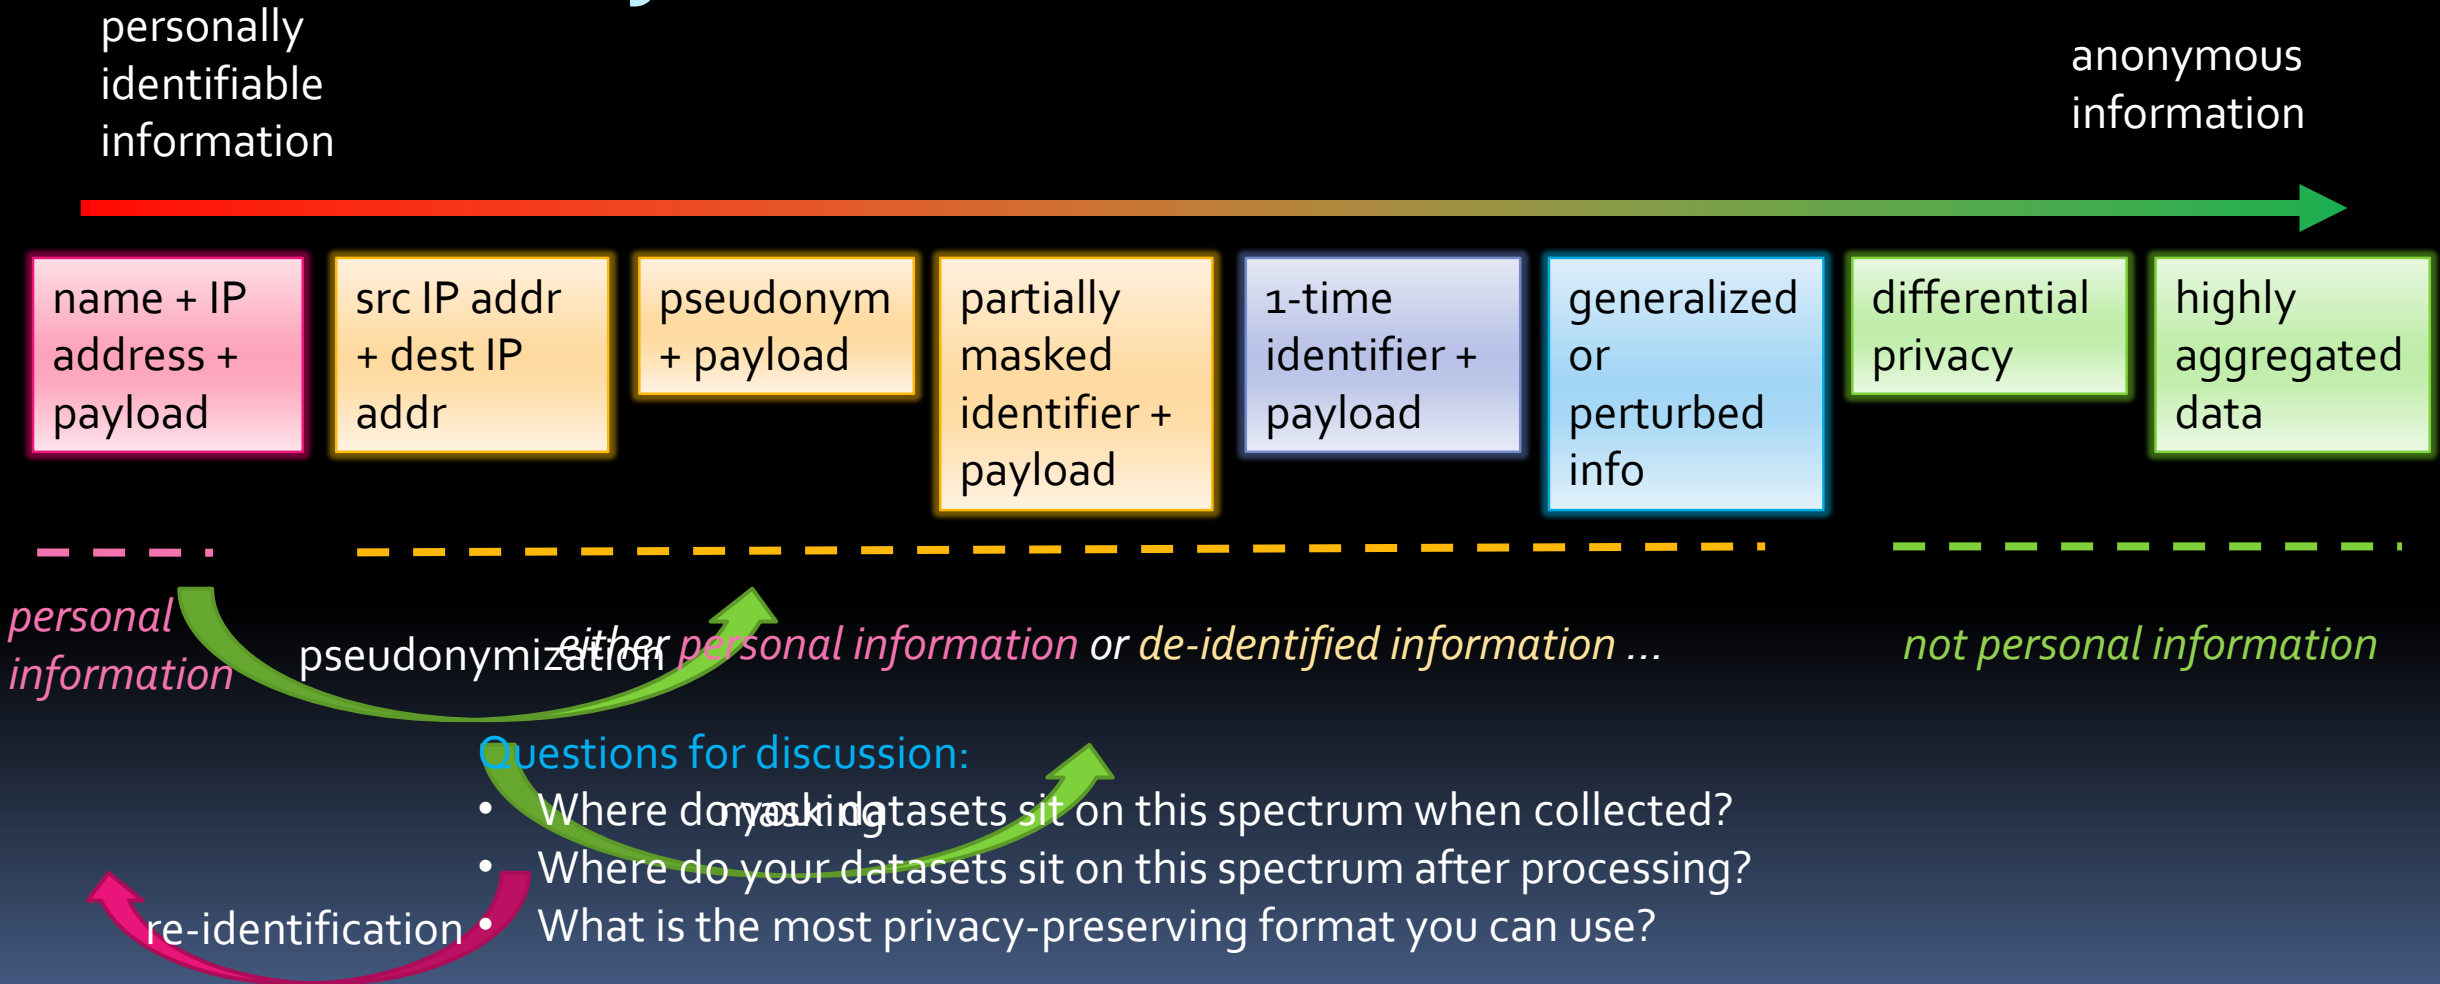 personally
identifiable
information
anonymous
information
name + IP
address +
payload
src IP addr
+ dest IP
addr
pseudonym
+ payload
partially
masked
identifier +
payload
1-time
identifier +
payload
generalized
or
perturbed
info
differential
privacy
highly
aggregated
data
personal
information
pseudonymization
either personal information or de-identified information ...
not personal information
Questions for discussion:
• Where do your datasets sit on this spectrum when collected?
masking
• Where do your datasets sit on this spectrum after processing?
re-identification
• What is the most privacy-preserving format you can use?